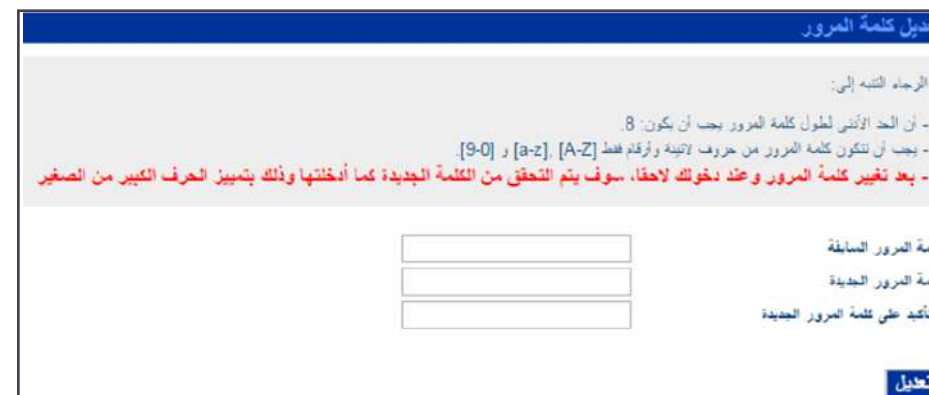 عديل كلمة المرور
الرجاء التنبه إلى:
- أن الحد الأدنى لطول كلمة المرور يجب أن يكون: 8.
- يجب أن تتكون كلمة المرور من حروف لاتينة وأرقام فقط [A-Z] ,[a-z] و [0-9].
- بعد تغيير كلمة المرور وعند دخولك لاحقا، سوف يتم التحقق من الكلمة الجديدة كما أدخلتها وذلك بتمييز الحرف الكبير من الصغير
مة المرور السابقة
مة المرور الجديدة
أكيد على كلمة المرور الجديدة
تعديل